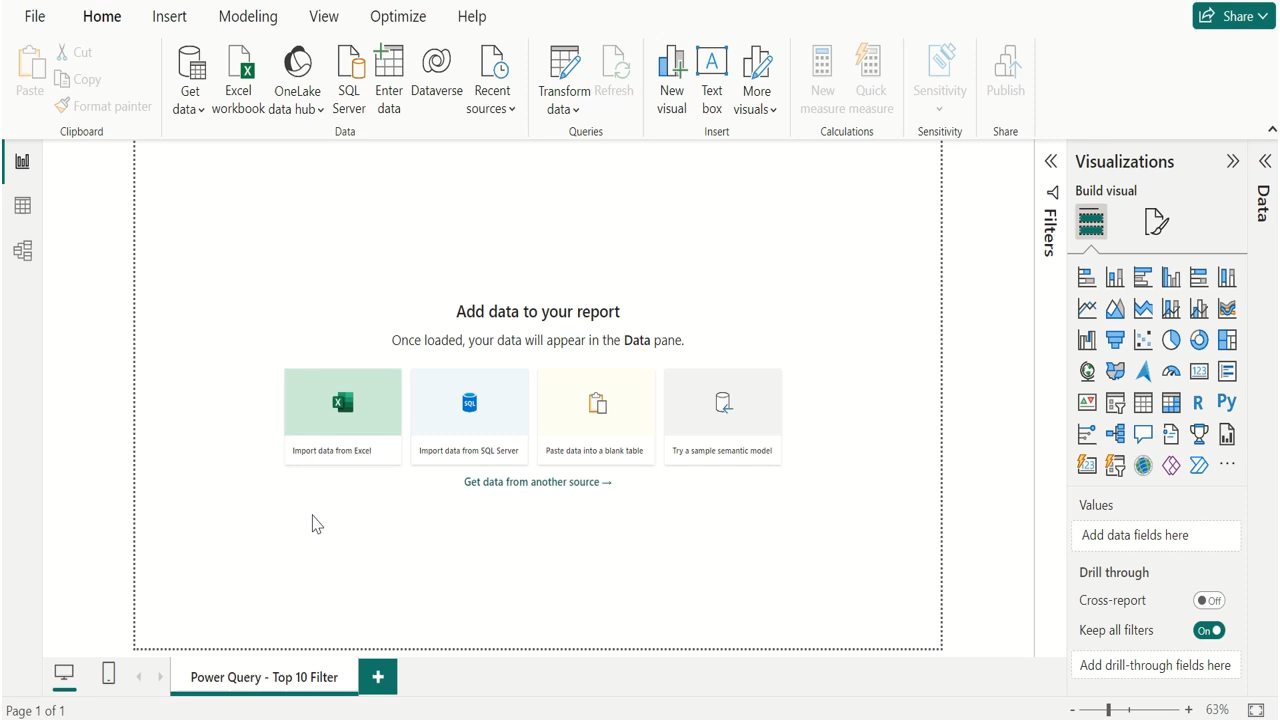 File Home Insert Modeling View Optimize Help
Share
Paste
Cut
Copy
Format painter
Clipboard
Get data
Excel workbook
OneLake data hub
SQL Server
Enter data
Dataverse
Recent sources
Data
Transform data
Refresh
Queries
New visual
Text box
More visuals
Insert
New measure
Quick measure
Calculations
Sensitivity
Sensitivity
Publish
Share
Add data to your report
Once loaded, your data will appear in the Data pane.
SQL
Import data from Excel
Import data from SQL Server
Paste data into a blank table
Try a sample semantic model
Get data from another source →
Filters
Visualizations
Build visual
123
R
Py
123
Values
Add data fields here
Drill through
Cross-report
Off
Keep all filters
On
Add drill-through fields here
Data
Power Query - Top 10 Filter
Page 1 of 1
- + 63%